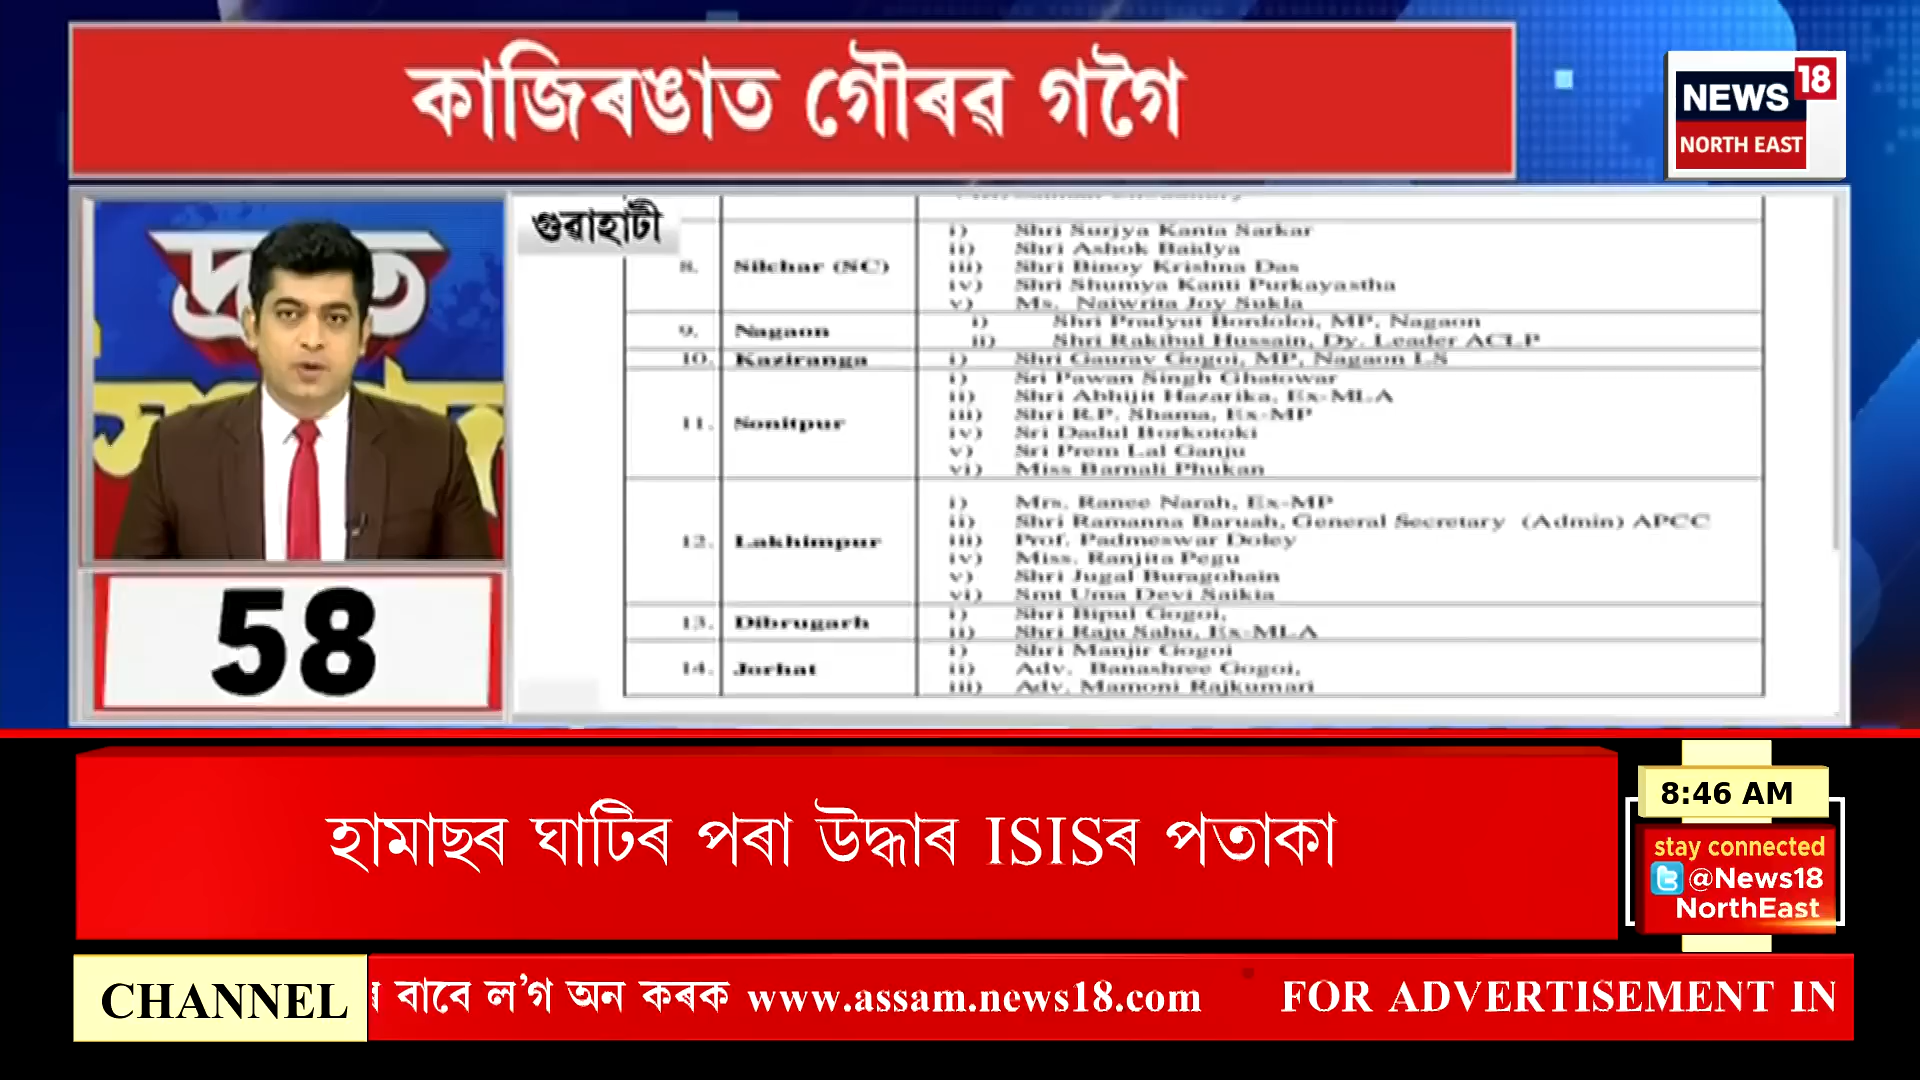 কাজিৰঙাত গৌৰৱ গগৈ
NEWS 18
NORTH EAST
গুৱাহাটী
দ্ৰুত
58
8. Silchar (SC)
i) Shri Surjya Kanta Sarkar
ii) Shri Ashok Baidya
iii) Shri Binoy Krishna Das
iv) Shri Shumya Kanti Purkayastha
v) Ms. Naiwrita Joy Sukla
9. Nagaon
i) Shri Pradyut Bordoloi, MP, Nagaon
ii) Shri Rakibul Hussain, Dy. Leader ACLP
10. Kaziranga i) Shri Gaurav Gogoi, MP, Nagaon LS
11. Sonitpur
i) Sri Pawan Singh Ghatowar
ii) Shri Abhijit Hazarika, Ex-MLA
iii) Shri R.P. Shama, Ex-MP
iv) Sri Dadul Borkotoki
v) Sri Prem Lal Ganju
vi) Miss Barnali Phukan
12. Lakhimpur
i) Mrs. Ranee Narah, Ex-MP
ii) Shri Ramanna Baruah, General Secretary (Admin) APCC
iii) Prof. Padmeswar Doley
iv) Miss. Ranjita Pegu
v) Shri Jugal Buragohain
vi) Smt Uma Devi Saikia
13. Dibrugarh
i) Shri Bipul Gogoi,
ii) Shri Raju Sahu, Ex-MLA
14. Jorhat
i) Shri Manjir Gogoi
ii) Adv. Banashree Gogoi,
iii) Adv. Mamoni Rajkumari
হামাছৰ ঘাটিৰ পৰা উদ্ধাৰ ISISৰ পতাকা
8:46 AM
stay connected
@News18
NorthEast
CHANNEL
বাবে ল'গ অন কৰক www.assam.news18.com FOR ADVERTISEMENT IN